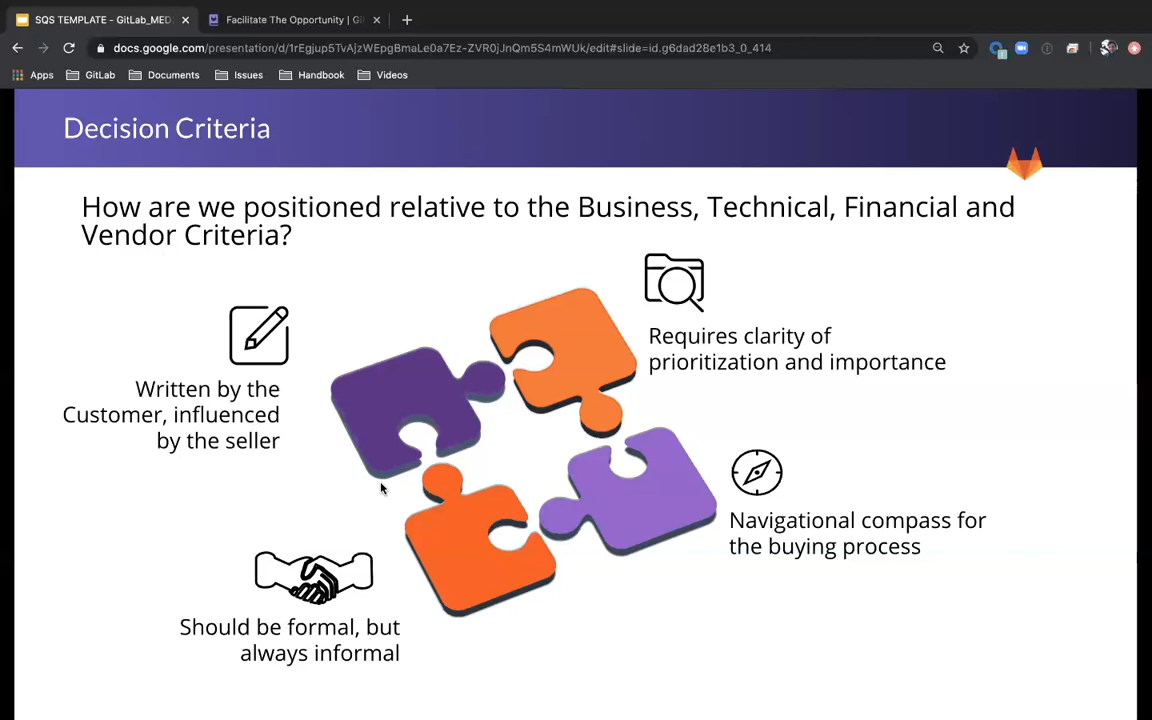 SQS TEMPLATE - GitLab_MED
Facilitate The Opportunity | Gi
docs.google.com/presentation/d/1rEgjup5TvAjzWEpgBmaLe0a7Ez-ZVR0jJnQm5S4mWUk/edit#slide=id.g6dad28e1b3_0_414
Apps GitLab Documents Issues Handbook Videos
Decision Criteria
How are we positioned relative to the Business, Technical, Financial and
Vendor Criteria?
Requires clarity of
prioritization and importance
Written by the
Customer, influenced
by the seller
Navigational compass for
the buying process
Should be formal, but
always informal